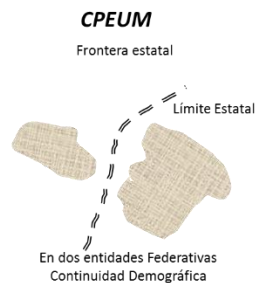 CPEUM
Frontera estatal
Límite Estatal
En dos entidades Federativas
Continuidad Demográfica